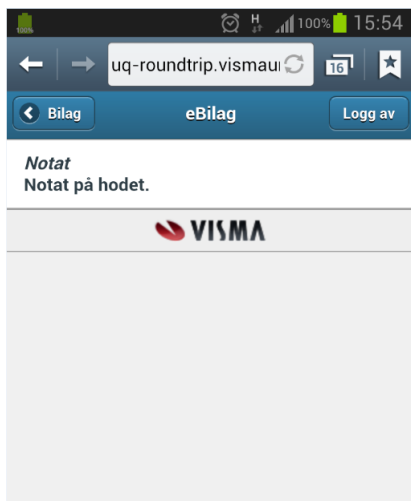 100%
H
100%
15:54
uq-roundtrip.vismau
16
Bilag
eBilag
Logg av
Notat
Notat på hodet.
VISMA